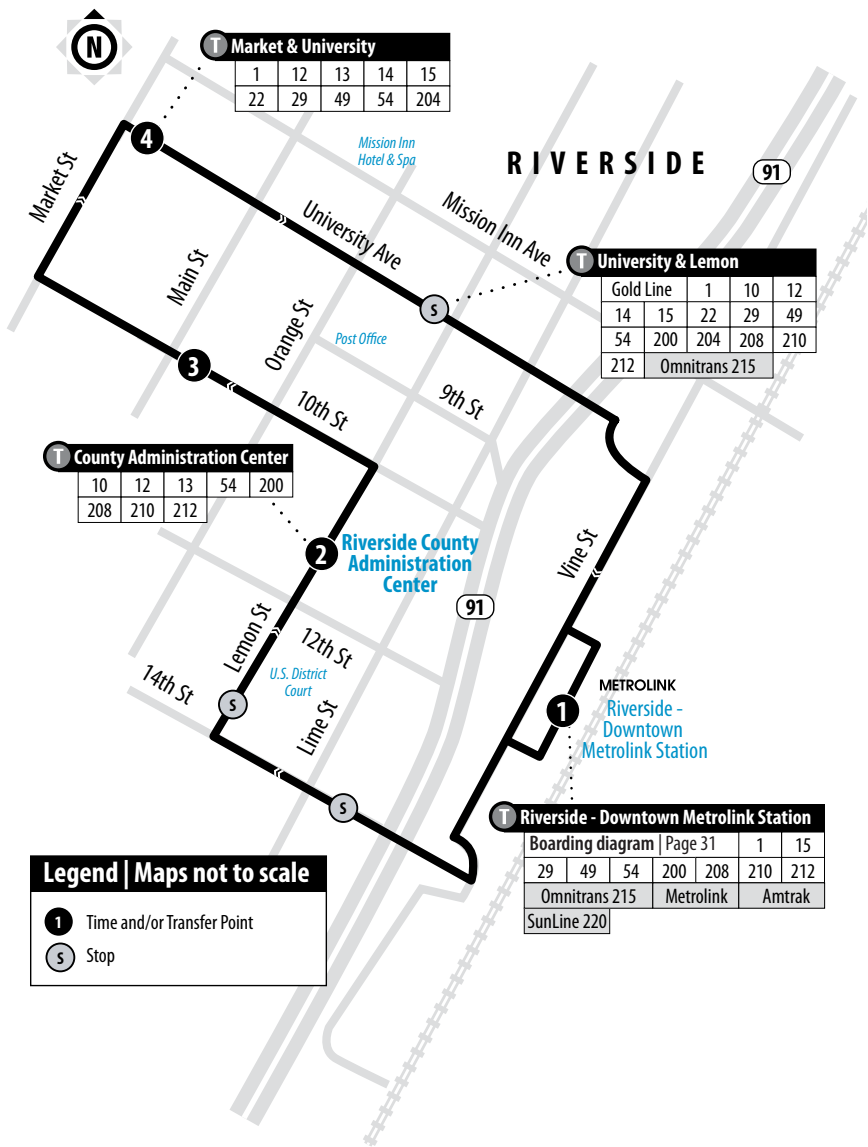 N
T Market & University
1 12 13 14 15
22 29 49 54 204
4
Mission Inn
Hotel & Spa
RIVERSIDE
91
Market St
University Ave
Mission Inn Ave
Main St
T University & Lemon
Gold Line 1 10 12
14 15 22 29 49
54 200 204 208 210
212 Omnitrans 215
S
Orange St
Post Office
3
10th St
9th St
T County Administration Center
10 12 13 54 200
208 210 212
2
Riverside County
Administration
Center
Vine St
91
Lemon St
12th St
U.S. District
Court
14th St
S
Lime St
METROLINK
1
Riverside -
Downtown
Metrolink Station
S
T Riverside - Downtown Metrolink Station
Boarding diagram | Page 31 1 15
29 49 54 200 208 210 212
Omnitrans 215 Metrolink Amtrak
SunLine 220
Legend | Maps not to scale
1 Time and/or Transfer Point
S Stop